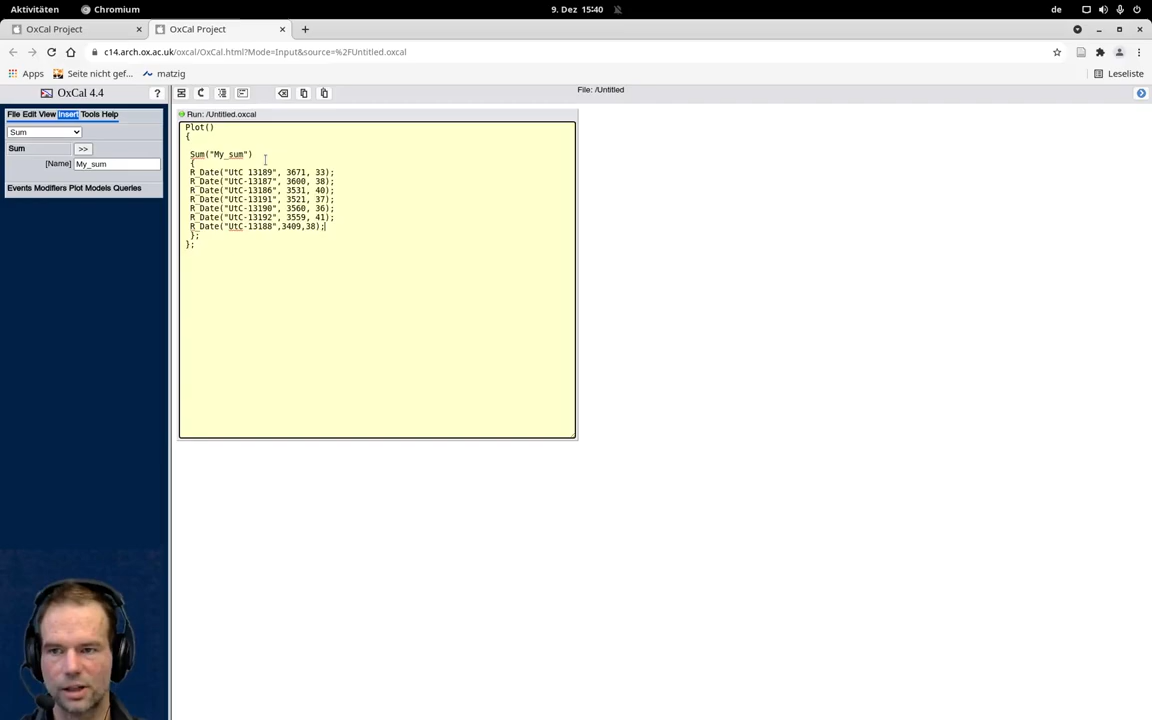 Aktivitäten
Chromium
9. Dez 15:40
de
OxCal Project
OxCal Project
c14.arch.ox.ac.uk/oxcal/OxCal.html?Mode=Input&source=%2FUntitled.oxcal
Apps
Seite nicht gef...
matzig
Leseliste
OxCal 4.4
?
File: /Untitled
File Edit View Insert Tools Help
Sum
Sum
>>
[Name]
My_sum
Events Modifiers Plot Models Queries
Run: /Untitled.oxcal
Plot()
{
Sum("My_sum")
{
R_Date("UtC 13189", 3671, 33);
R_Date("UtC-13187", 3600, 38);
R_Date("UtC-13186", 3531, 40);
R_Date("UtC-13191", 3521, 37);
R_Date("UtC-13190", 3560, 36);
R_Date("UtC-13192", 3559, 41);
R_Date("UtC-13188",3409,38);
};
};